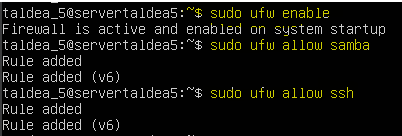 taldea_5@servertaldea5:~$ sudo ufw enable
Firewall is active and enabled on system startup
taldea_5@servertaldea5:~$ sudo ufw allow samba
Rule added
Rule added (v6)
taldea_5@servertaldea5:~$ sudo ufw allow ssh
Rule added
Rule added (v6)